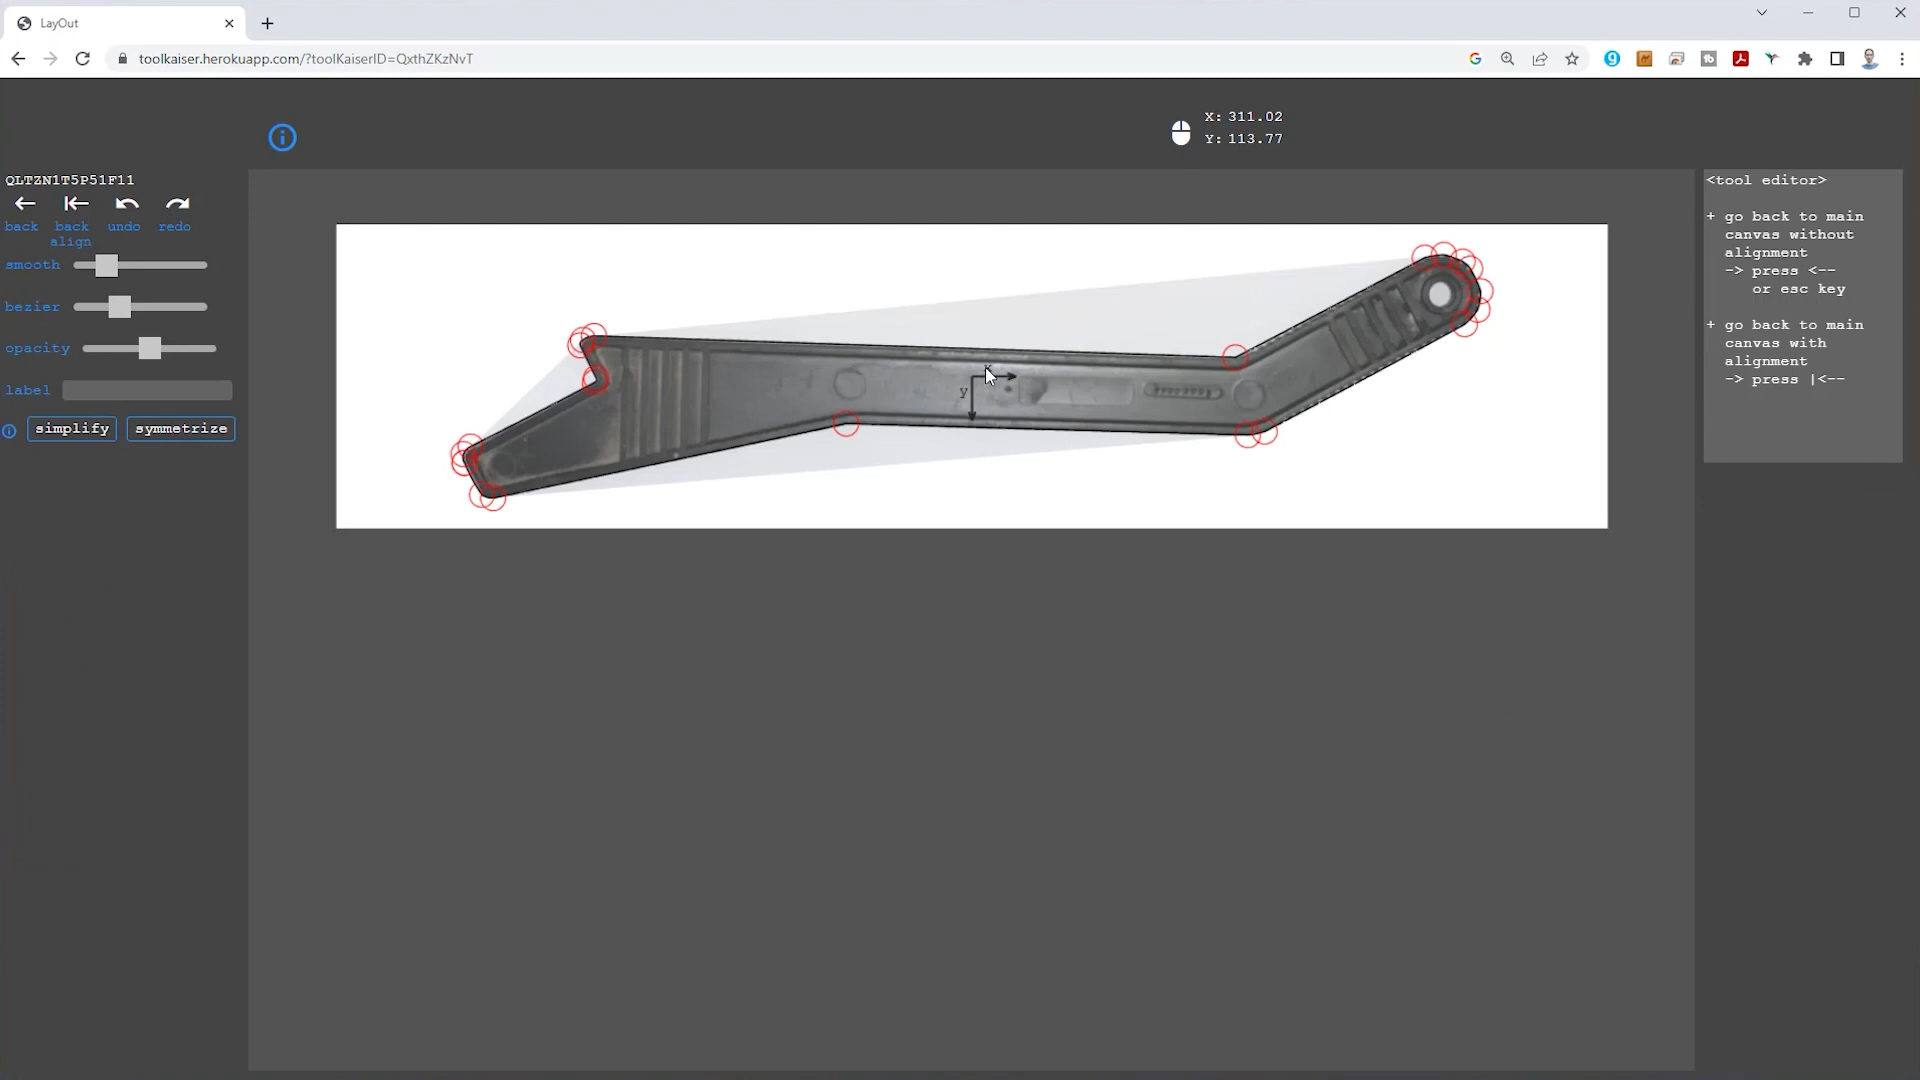 LayOut
toolkaiser.herokuapp.com/?toolKaiserID=QxthZKzNvT
X: 311.02
Y: 113.77
QLTZN1T5P51F11
back
back align
undo
redo
smooth
bezier
opacity
label
simplify
symmetrize
x
y
<tool editor>
+ go back to main
canvas without
alignment
-> press <--
or esc key
+ go back to main
canvas with
alignment
-> press |<--